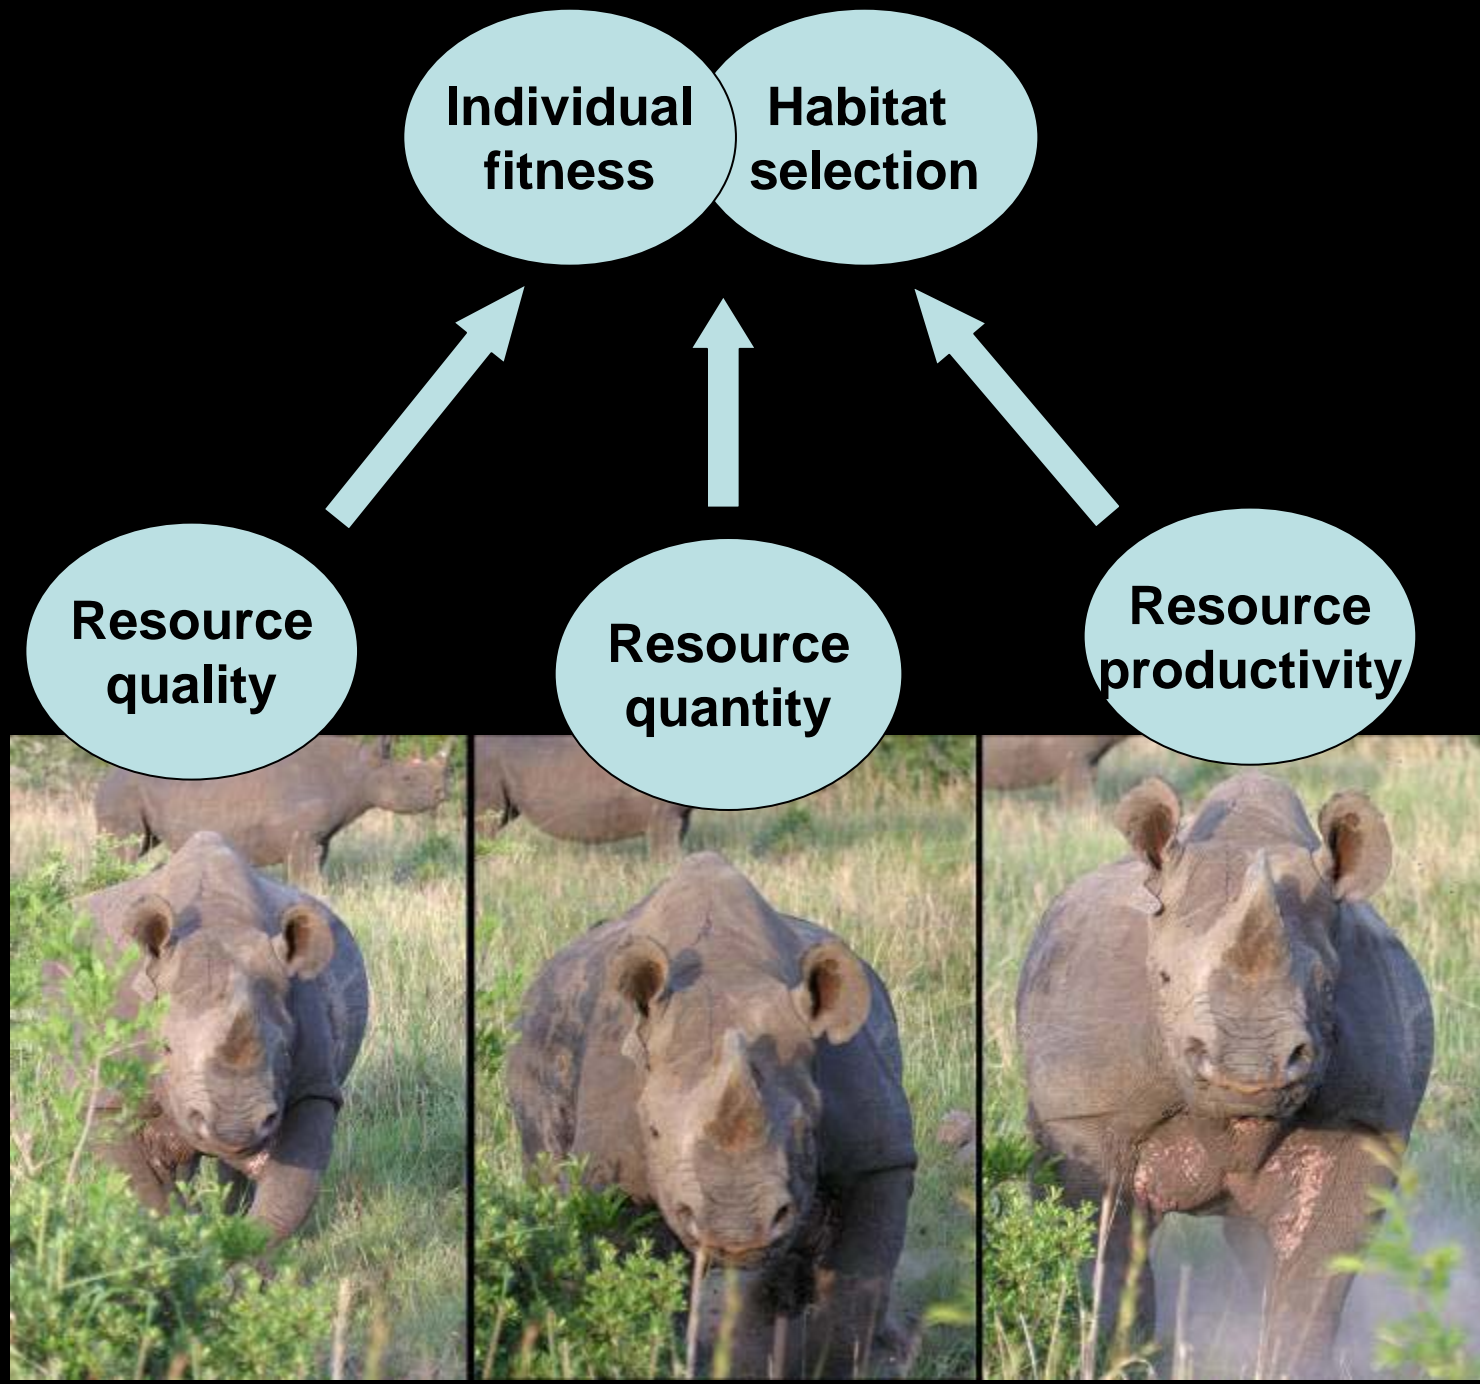 Individual
fitness
Habitat
selection
Resource
quality
Resource
quantity
Resource
productivity